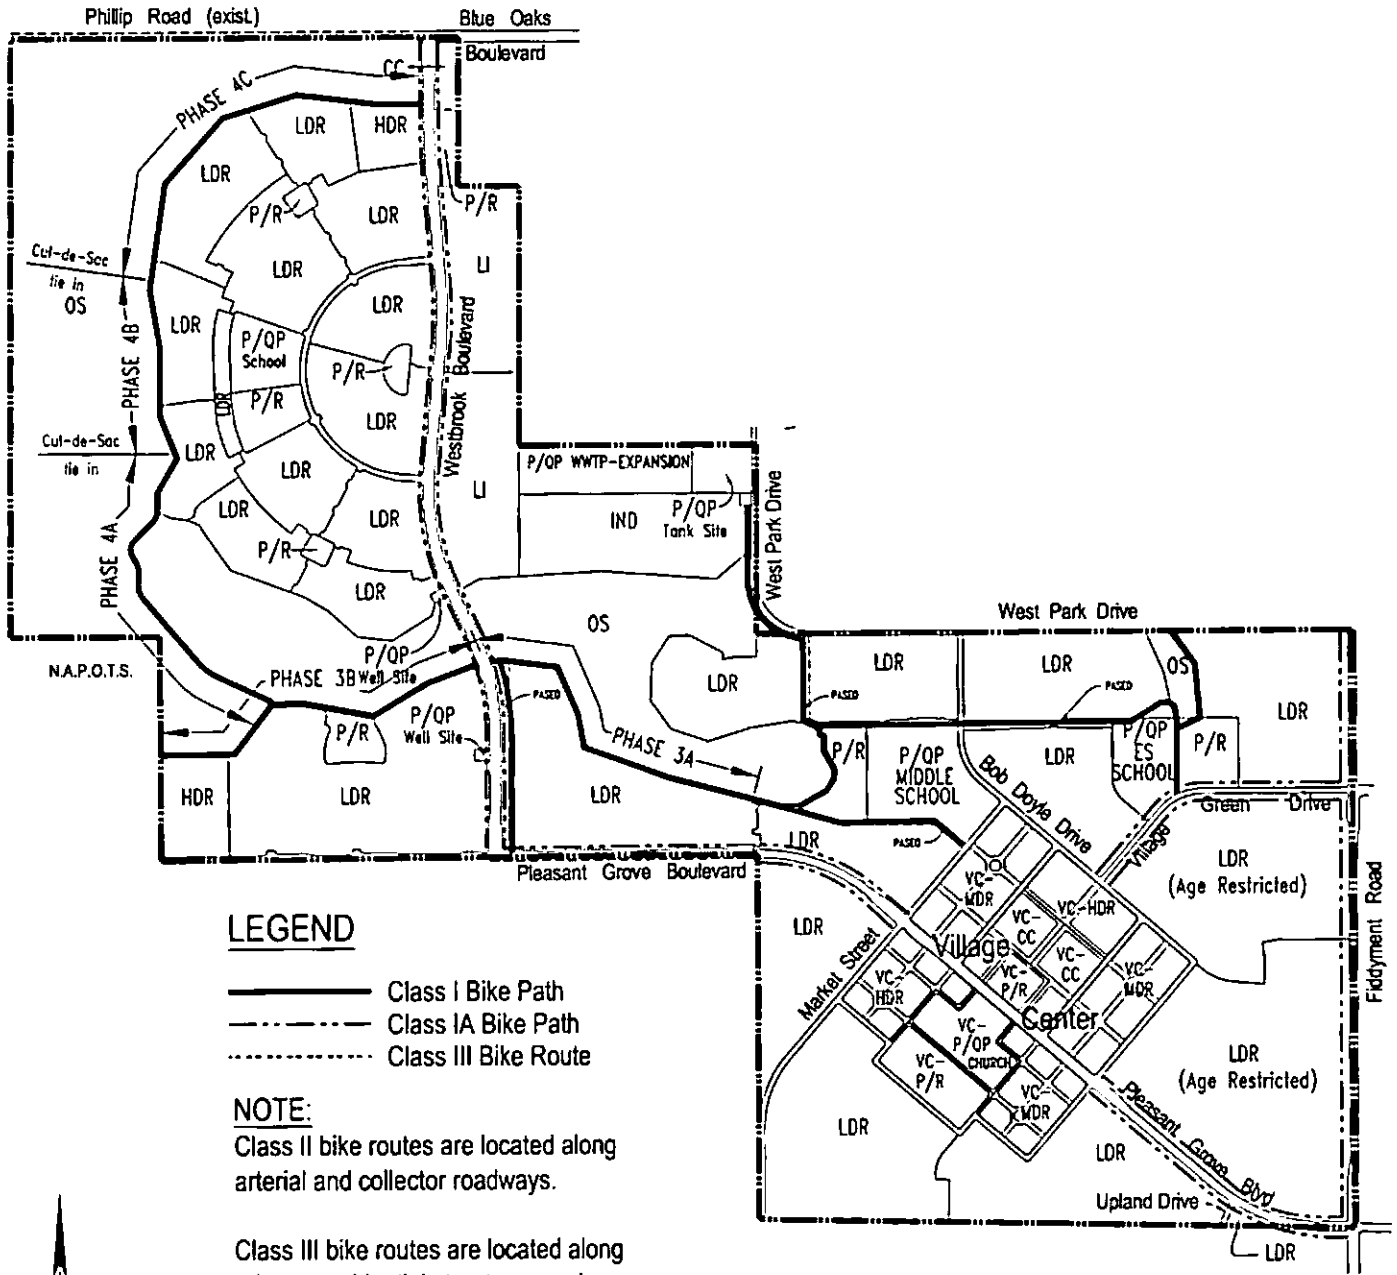 Phillip Road (exist.)
Blue Oaks
Boulevard
CC
PHASE 4C
LDR
HDR
LDR
P/R
LDR
P/R
Cul-de-Sac
tie in
OS
LDR
LI
LDR
LDR
P/QP
School
PHASE 4B
P/R
Westbrook Boulevard
P/R
LDR
LDR
Cul-de-Sac
tie in
LDR
LDR
LI
P/QP WWTP-EXPANSION
P/QP
Tank Site
IND
West Park Drive
LDR
LDR
P/R
PHASE 4A
LDR
OS
West Park Drive
N.A.P.O.T.S.
P/QP
Well Site
PHASE 3B
PASEO
LDR
PASEO
LDR
LDR
PASEO
OS
LDR
P/R
P/QP
Well Site
PHASE 3A
P/R
P/QP
MIDDLE
SCHOOL
LDR
P/QP
ES
SCHOOL
P/R
HDR
LDR
LDR
Bob Doyle Drive
Village Green Drive
LDR
PASEO
Pleasant Grove Boulevard
LDR
(Age Restricted)
Fiddyment Road
VC-
MDR
VC-HDR
VC-
CC
VC-
CC
LDR
Market Street
Village
Center
VC-
HDR
VC-
P/R
VC-
MDR
VC-
P/QP
CHURCH
VC-
P/R
VC-
MDR
LDR
(Age Restricted)
LDR
LDR
Pleasant Grove Blvd
Upland Drive
LDR
LEGEND
Class I Bike Path
Class IA Bike Path
Class III Bike Route
NOTE:
Class II bike routes are located along
arterial and collector roadways.
Class III bike routes are located along